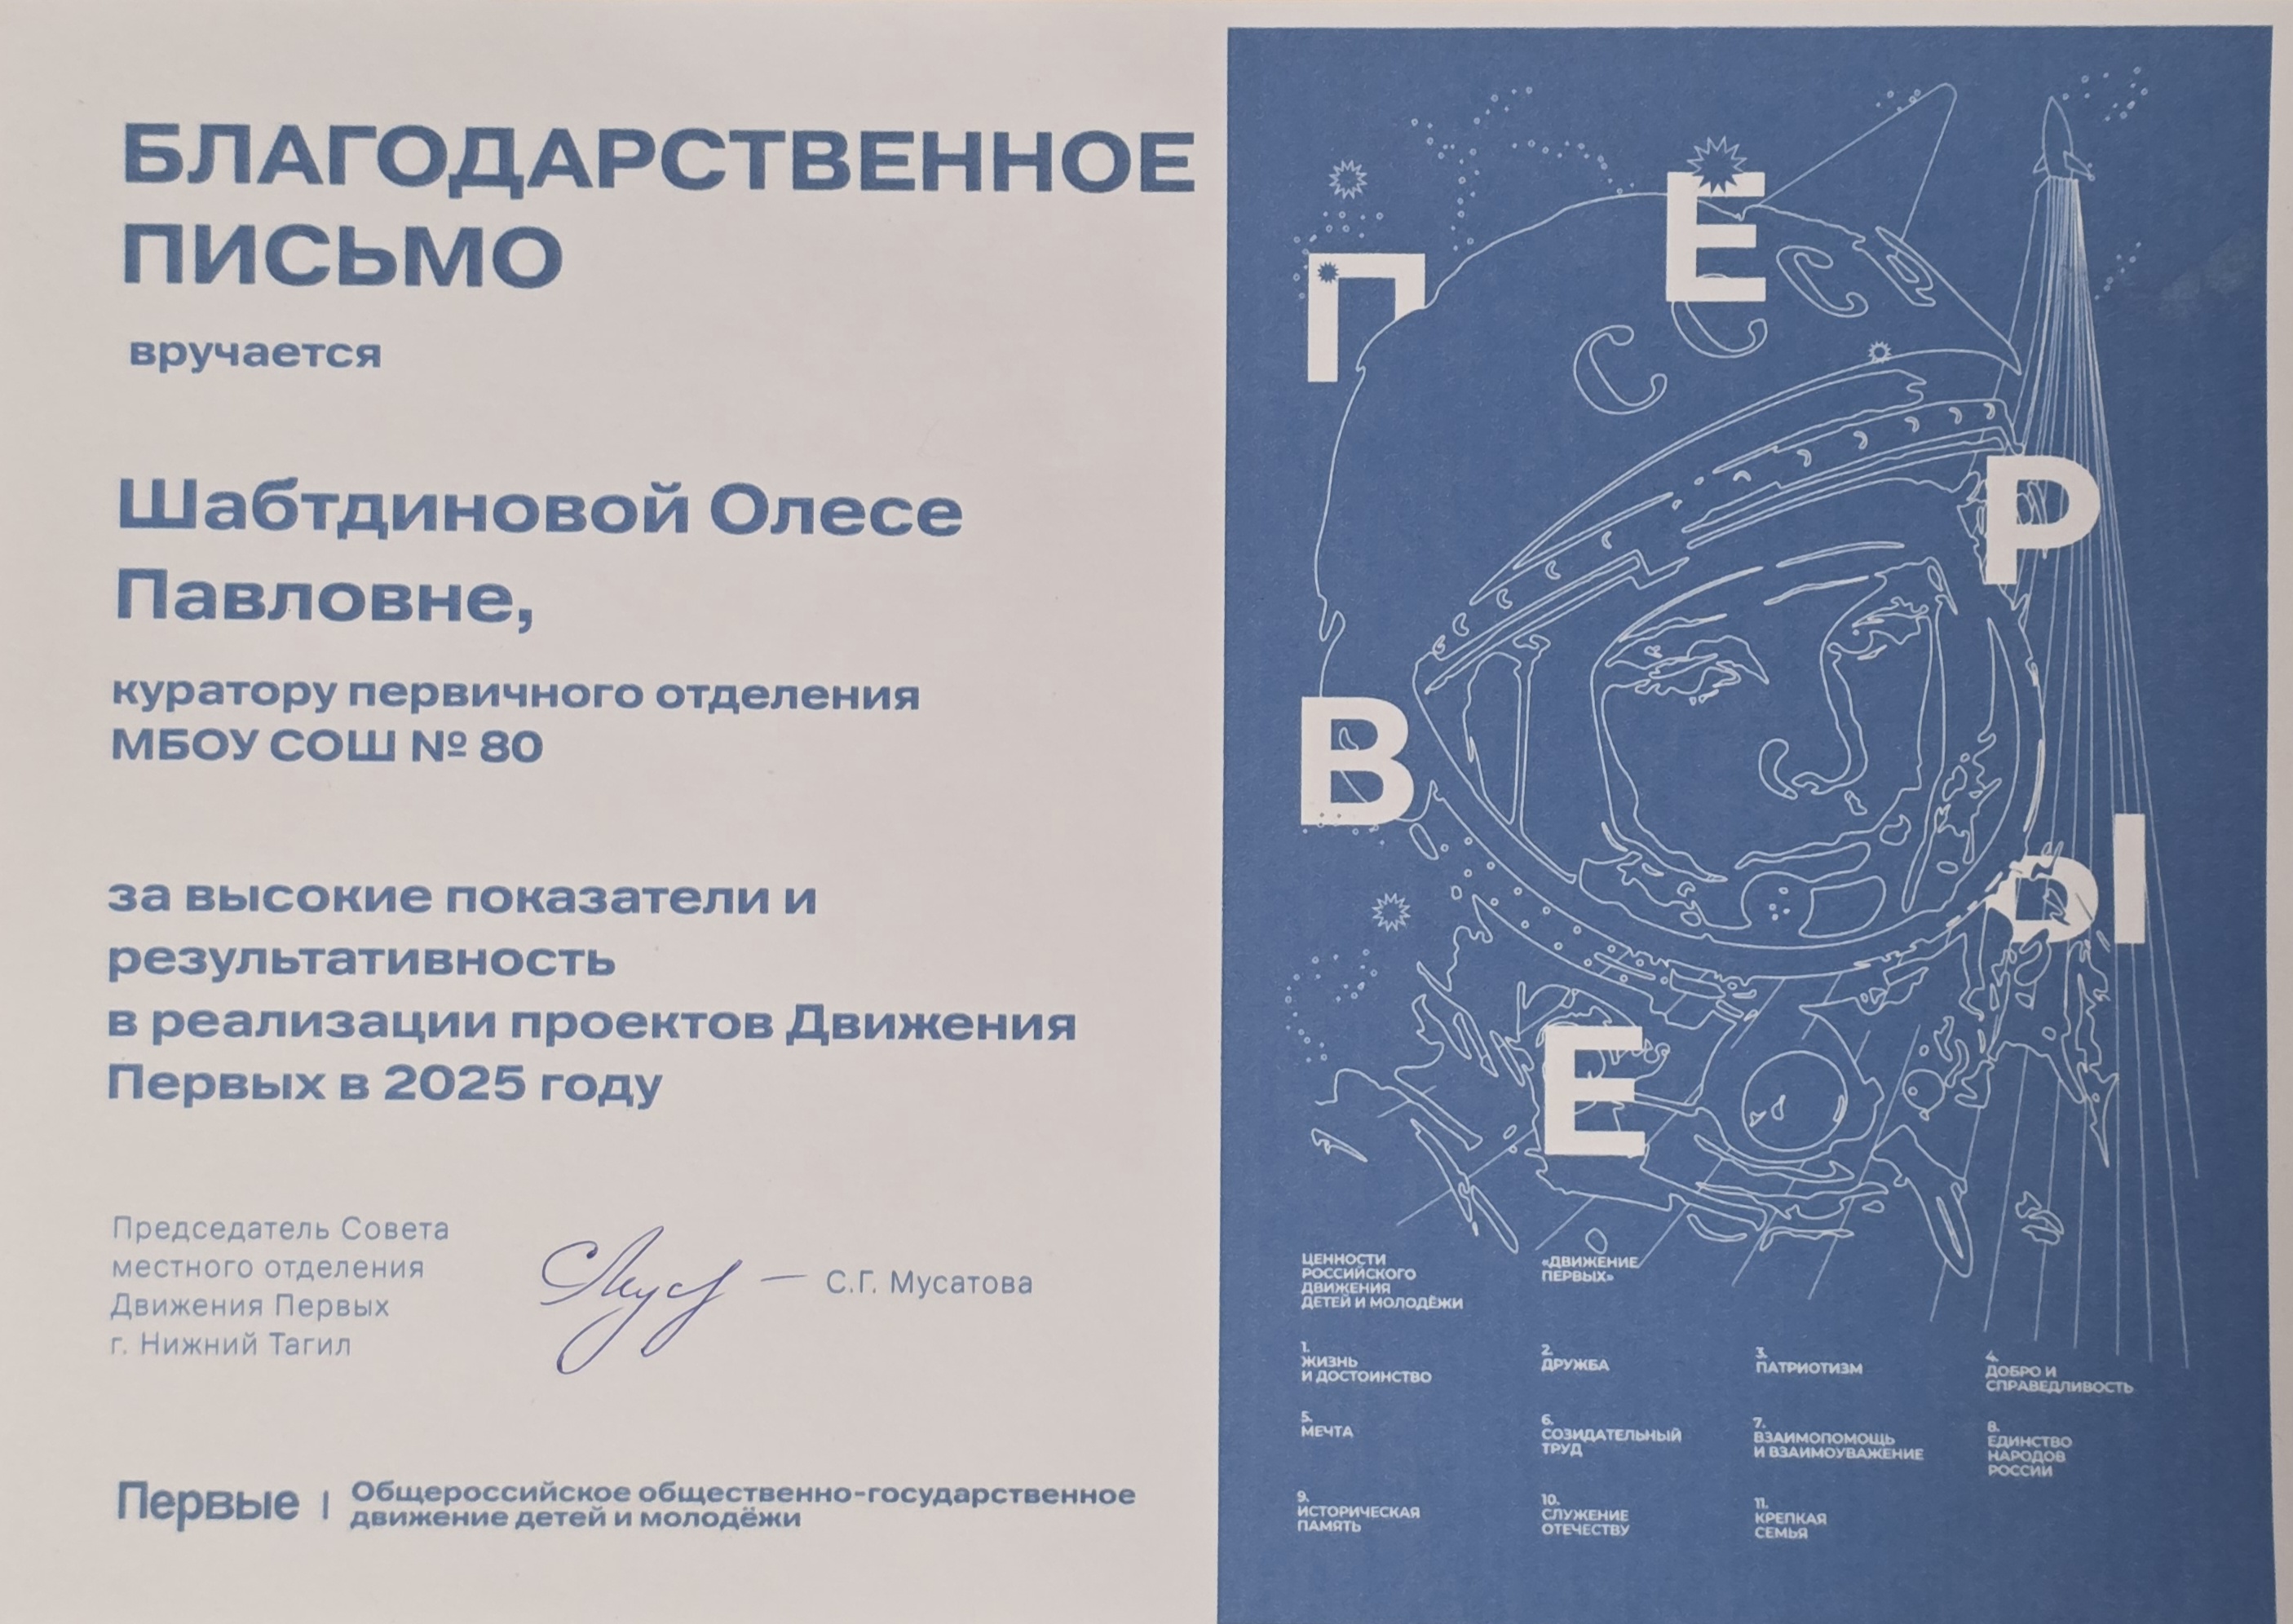 БЛАГОДАРСТВЕННОЕ
ПИСЬМО
вручается
Шабтдиновой Олесе
Павловне,
куратору первичного отделения
МБОУ СОШ № 80
за высокие показатели и
результативность
в реализации проектов Движения
Первых в 2025 году
Председатель Совета
местного отделения
Движения Первых
г. Нижний Тагил
С.Г. Мусатова
Первые | Общероссийское общественно-государственное
движение детей и молодёжи
П Е Р В Ы Е
СССР
ЦЕННОСТИ
РОССИЙСКОГО
ДВИЖЕНИЯ
ДЕТЕЙ И МОЛОДЁЖИ
«ДВИЖЕНИЕ
ПЕРВЫХ»
1.
ЖИЗНЬ
И ДОСТОИНСТВО
2.
ДРУЖБА
3.
ПАТРИОТИЗМ
4.
ДОБРО И
СПРАВЕДЛИВОСТЬ
5.
МЕЧТА
6.
СОЗИДАТЕЛЬНЫЙ
ТРУД
7.
ВЗАИМОПОМОЩЬ
И ВЗАИМОУВАЖЕНИЕ
8.
ЕДИНСТВО
НАРОДОВ
РОССИИ
9.
ИСТОРИЧЕСКАЯ
ПАМЯТЬ
10.
СЛУЖЕНИЕ
ОТЕЧЕСТВУ
11.
КРЕПКАЯ
СЕМЬЯ